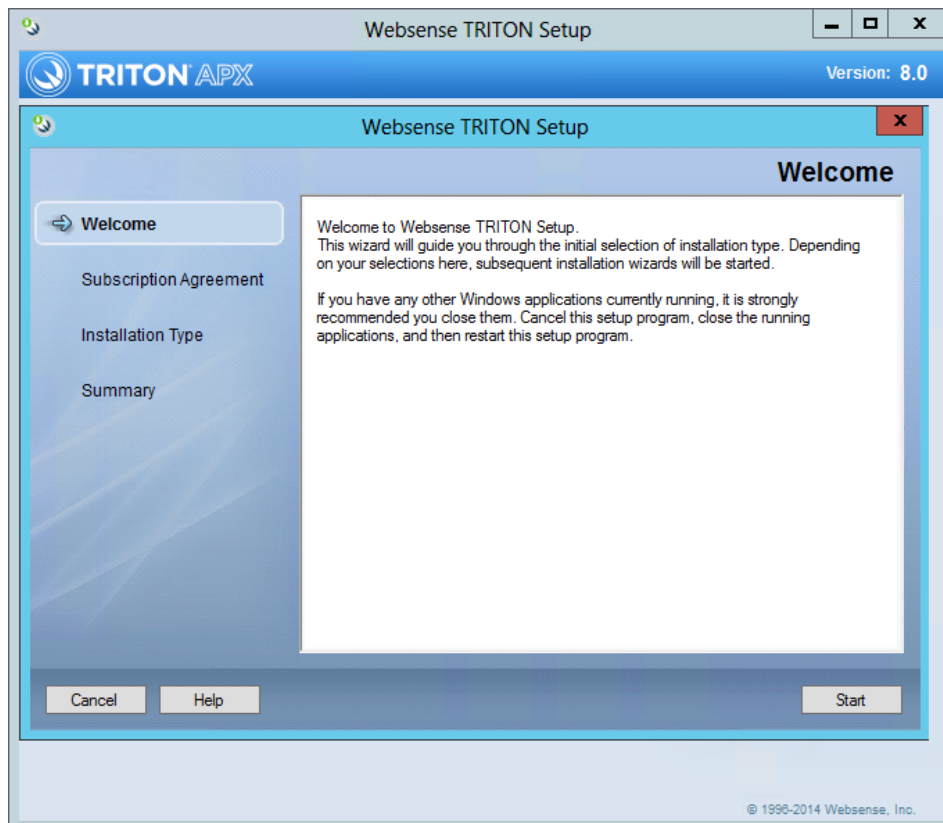 Websense TRITON Setup
TRITON APX
Version: 8.0
Websense TRITON Setup
Welcome
Welcome
Subscription Agreement
Installation Type
Summary
Welcome to Websense TRITON Setup.
This wizard will guide you through the initial selection of installation type. Depending
on your selections here, subsequent installation wizards will be started.
If you have any other Windows applications currently running, it is strongly
recommended you close them. Cancel this setup program, close the running
applications, and then restart this setup program.
Cancel
Help
Start
© 1996-2014 Websense, Inc.